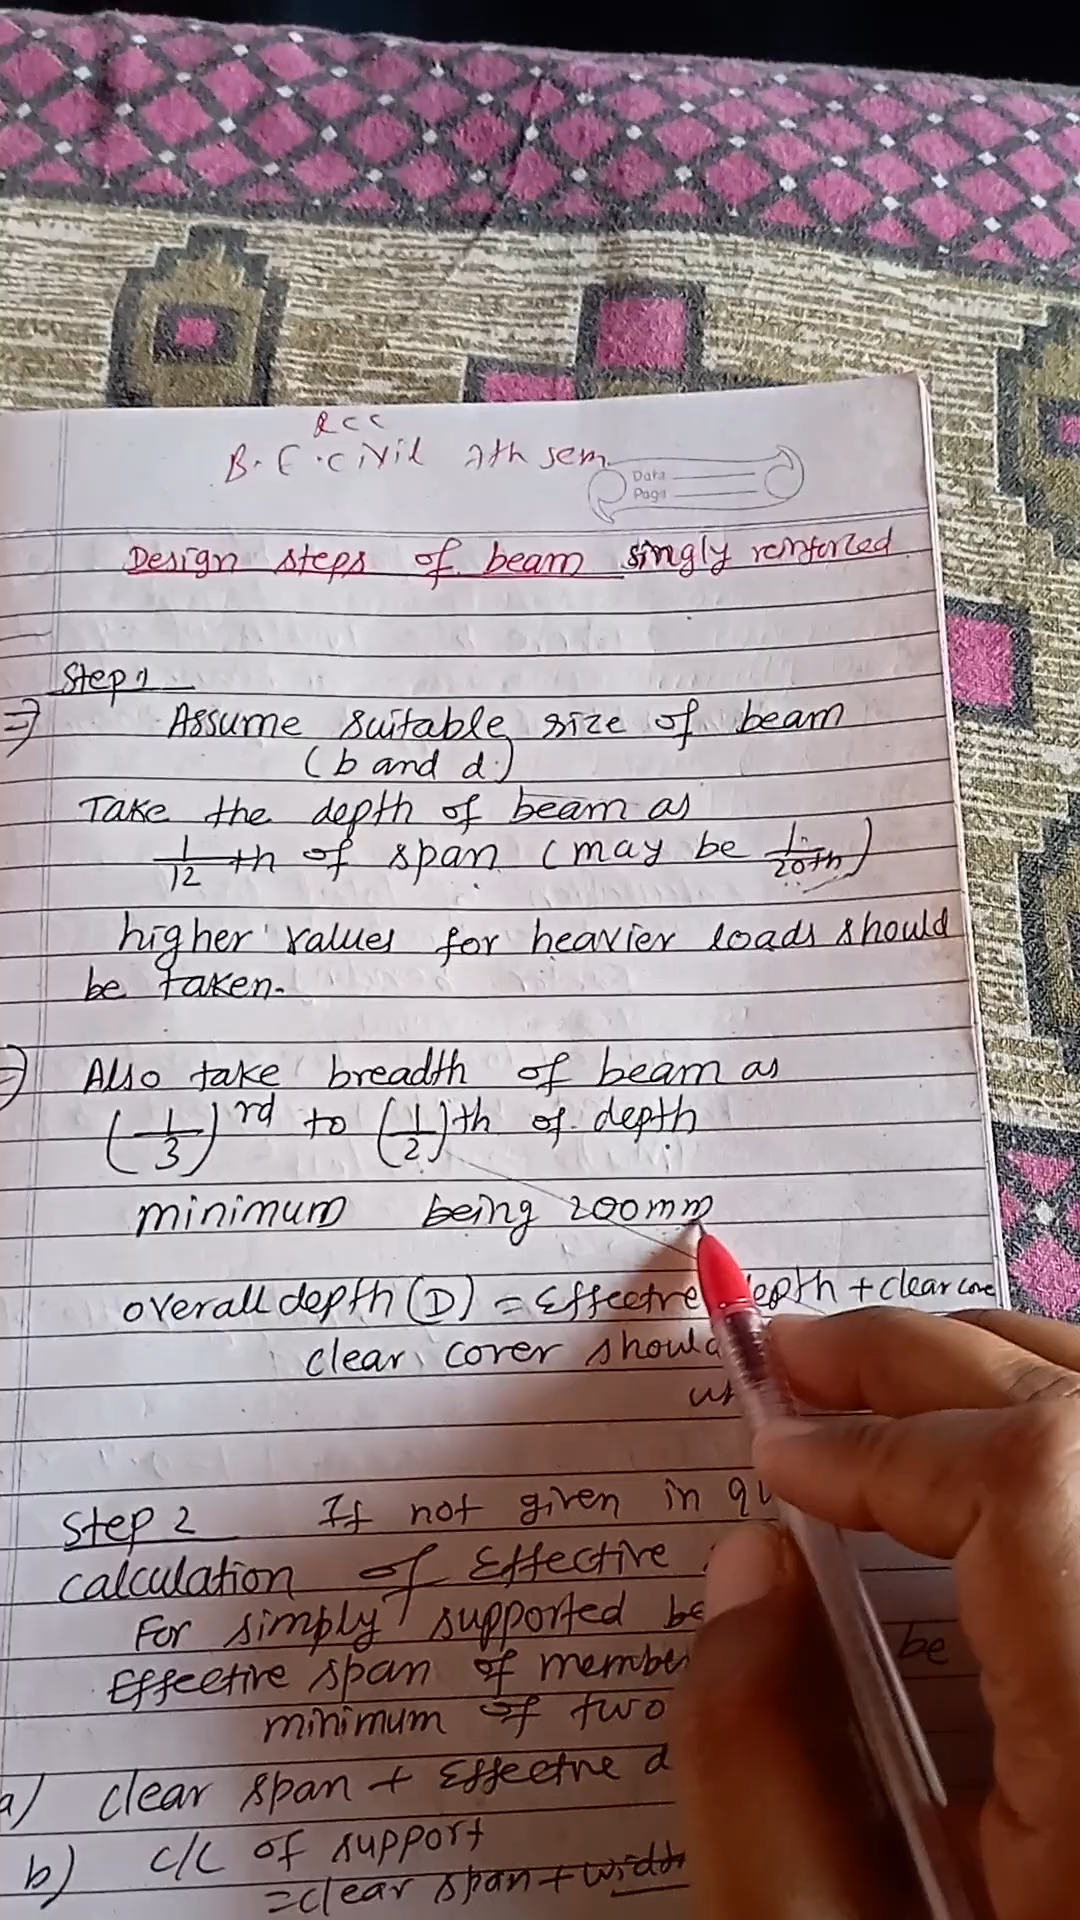 RCC
B.E. civil 7th sem
Date
Page
Design steps of beam singly reinforced.
Step 1
=) Assume suitable size of beam
(b and d.)
Take the depth of beam as
1/12 th of span (may be 1/20th)
higher values for heavier loads should
be taken.
=) Also take breadth of beam as
(1/3)rd to (1/2)th of depth
minimum being 200mm
overall depth (D) = Effective depth + clear cove
clear cover should
Step 2 If not given in
calculation of Effective
For simply supported
be
Effective span of member
minimum of two
a) clear span + Effective d
b) c/c of support
= clear span + width